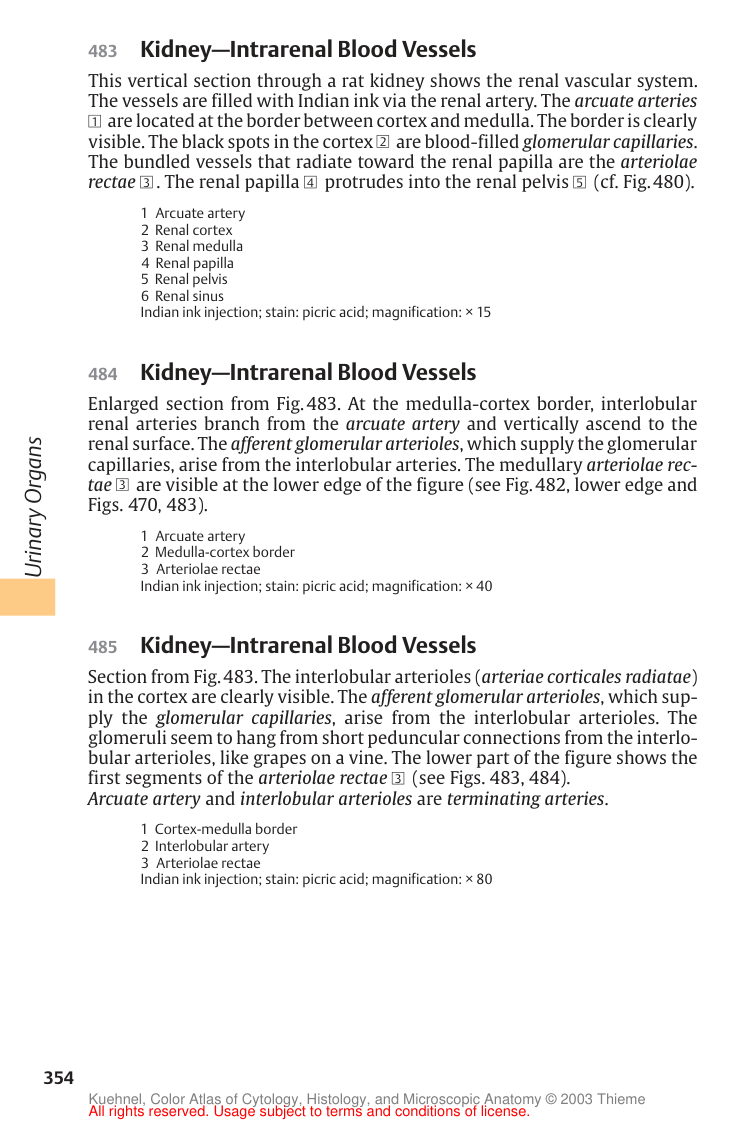 483 Kidney—Intrarenal Blood Vessels
This vertical section through a rat kidney shows the renal vascular system.
The vessels are filled with Indian ink via the renal artery. The arcuate arteries
1 are located at the border between cortex and medulla. The border is clearly
visible. The black spots in the cortex 2 are blood-filled glomerular capillaries.
The bundled vessels that radiate toward the renal papilla are the arteriolae
rectae 3. The renal papilla 4 protrudes into the renal pelvis 5 (cf. Fig. 480).
1 Arcuate artery
2 Renal cortex
3 Renal medulla
4 Renal papilla
5 Renal pelvis
6 Renal sinus
Indian ink injection; stain: picric acid; magnification: × 15
484 Kidney—Intrarenal Blood Vessels
Enlarged section from Fig. 483. At the medulla-cortex border, interlobular
renal arteries branch from the arcuate artery and vertically ascend to the
renal surface. The afferent glomerular arterioles, which supply the glomerular
capillaries, arise from the interlobular arteries. The medullary arteriolae rec-
tae 3 are visible at the lower edge of the figure (see Fig. 482, lower edge and
Figs. 470, 483).
1 Arcuate artery
2 Medulla-cortex border
3 Arteriolae rectae
Indian ink injection; stain: picric acid; magnification: × 40
485 Kidney—Intrarenal Blood Vessels
Section from Fig. 483. The interlobular arterioles (arteriae corticales radiatae)
in the cortex are clearly visible. The afferent glomerular arterioles, which sup-
ply the glomerular capillaries, arise from the interlobular arterioles. The
glomeruli seem to hang from short peduncular connections from the interlo-
bular arterioles, like grapes on a vine. The lower part of the figure shows the
first segments of the arteriolae rectae 3 (see Figs. 483, 484).
Arcuate artery and interlobular arterioles are terminating arteries.
1 Cortex-medulla border
2 Interlobular artery
3 Arteriolae rectae
Indian ink injection; stain: picric acid; magnification: × 80
Urinary Organs
354
Kuehnel, Color Atlas of Cytology, Histology, and Microscopic Anatomy © 2003 Thieme
All rights reserved. Usage subject to terms and conditions of license.